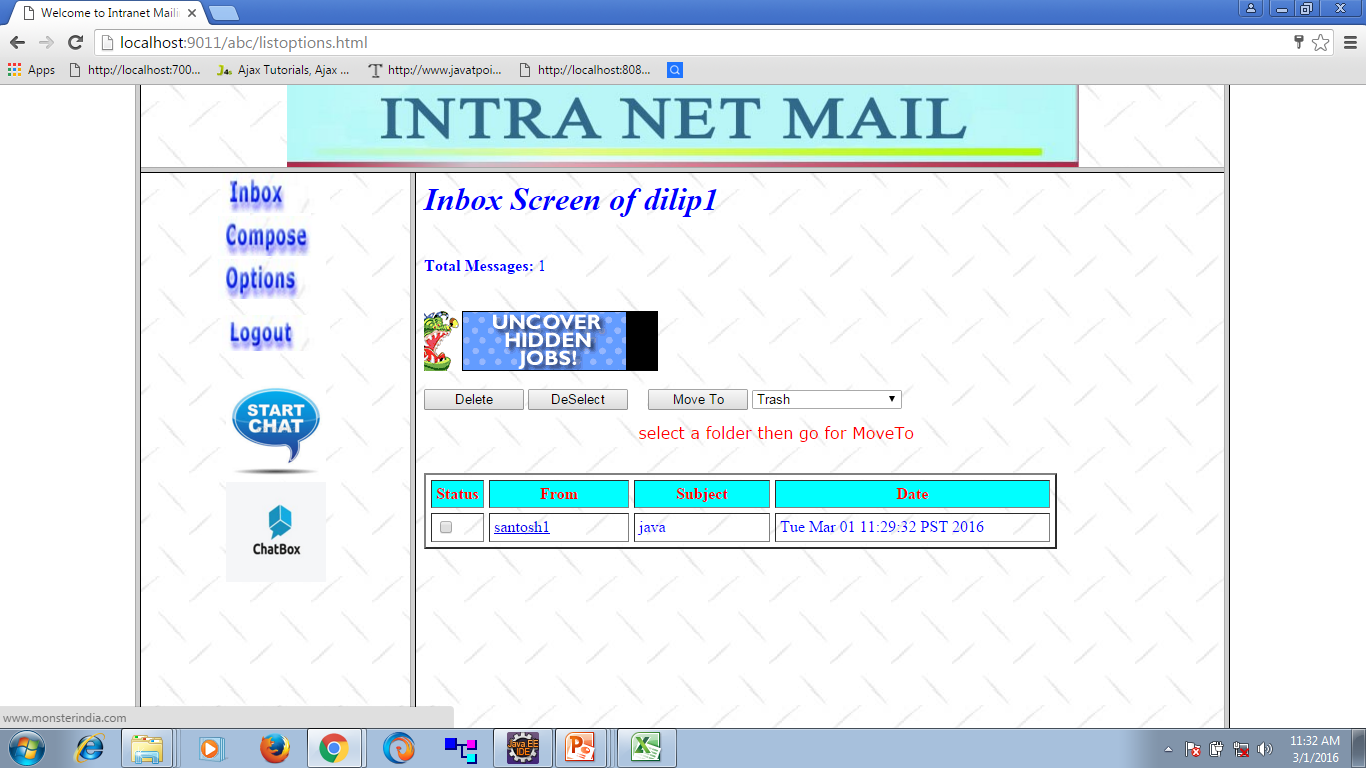 Welcome to Intranet Maili
localhost:9011/abc/listoptions.html
Apps http://localhost:700... Ajax Tutorials, Ajax ... http://www.javatpoi... http://localhost:808...
INTRA NET MAIL
Inbox
Compose
Options
Logout
START
CHAT
ChatBox
Inbox Screen of dilip1
Total Messages: 1
UNCOVER
HIDDEN
JOBS!
Delete DeSelect Move To Trash
select a folder then go for MoveTo
Status From Subject Date
santosh1 java Tue Mar 01 11:29:32 PST 2016
www.monsterindia.com
Java EE
IDE
11:32 AM
3/1/2016